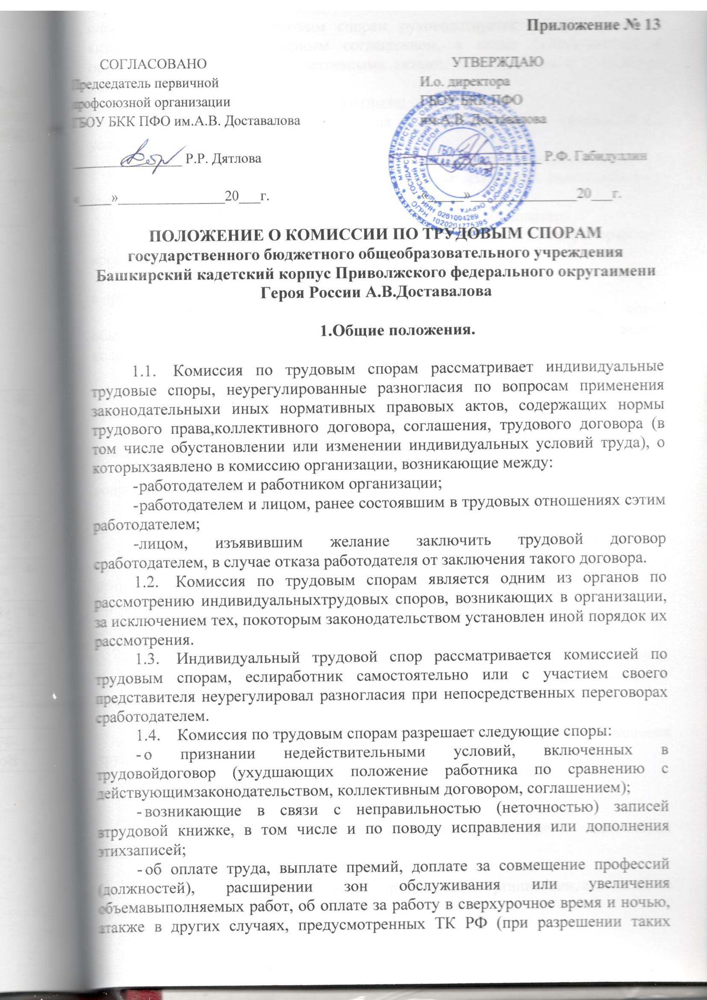 Приложение № 13
СОГЛАСОВАНО
УТВЕРЖДАЮ
Председатель первичной
И.о. директора
профсоюзной организации
ГБОУ БКК ПФО
ГБОУ БКК ПФО им.А.В. Доставалова
им.А.В. Доставалова
_______________ Р.Р. Дятлова
_________________ Р.Ф. Габидуллин
«_____»_______________20___г.
«_____»_______________20___г.
ИНН 0261004269
ОГРН 1020201775395
ПОЛОЖЕНИЕ О КОМИССИИ ПО ТРУДОВЫМ СПОРАМ
государственного бюджетного общеобразовательного учреждения
Башкирский кадетский корпус Приволжского федерального округаимени
Героя России А.В.Доставалова
1.Общие положения.
1.1. Комиссия по трудовым спорам рассматривает индивидуальные
трудовые споры, неурегулированные разногласия по вопросам применения
законодательныхи иных нормативных правовых актов, содержащих нормы
трудового права,коллективного договора, соглашения, трудового договора (в
том числе обустановлении или изменении индивидуальных условий труда), о
которыхзаявлено в комиссию организации, возникающие между:
-работодателем и работником организации;
-работодателем и лицом, ранее состоявшим в трудовых отношениях сэтим
работодателем;
-лицом, изъявившим желание заключить трудовой договор
сработодателем, в случае отказа работодателя от заключения такого договора.
1.2. Комиссия по трудовым спорам является одним из органов по
рассмотрению индивидуальныхтрудовых споров, возникающих в организации,
за исключением тех, покоторым законодательством установлен иной порядок их
рассмотрения.
1.3. Индивидуальный трудовой спор рассматривается комиссией по
трудовым спорам, еслиработник самостоятельно или с участием своего
представителя неурегулировал разногласия при непосредственных переговорах
сработодателем.
1.4. Комиссия по трудовым спорам разрешает следующие споры:
- о признании недействительными условий, включенных в
трудовойдоговор (ухудшающих положение работника по сравнению с
действующимзаконодательством, коллективным договором, соглашением);
- возникающие в связи с неправильностью (неточностью) записей
втрудовой книжке, в том числе и по поводу исправления или дополнения
этихзаписей;
- об оплате труда, выплате премий, доплате за совмещение профессий
(должностей), расширении зон обслуживания или увеличения
объемавыполняемых работ, об оплате за работу в сверхурочное время и ночью,
атакже в других случаях, предусмотренных ТК РФ (при разрешении таких